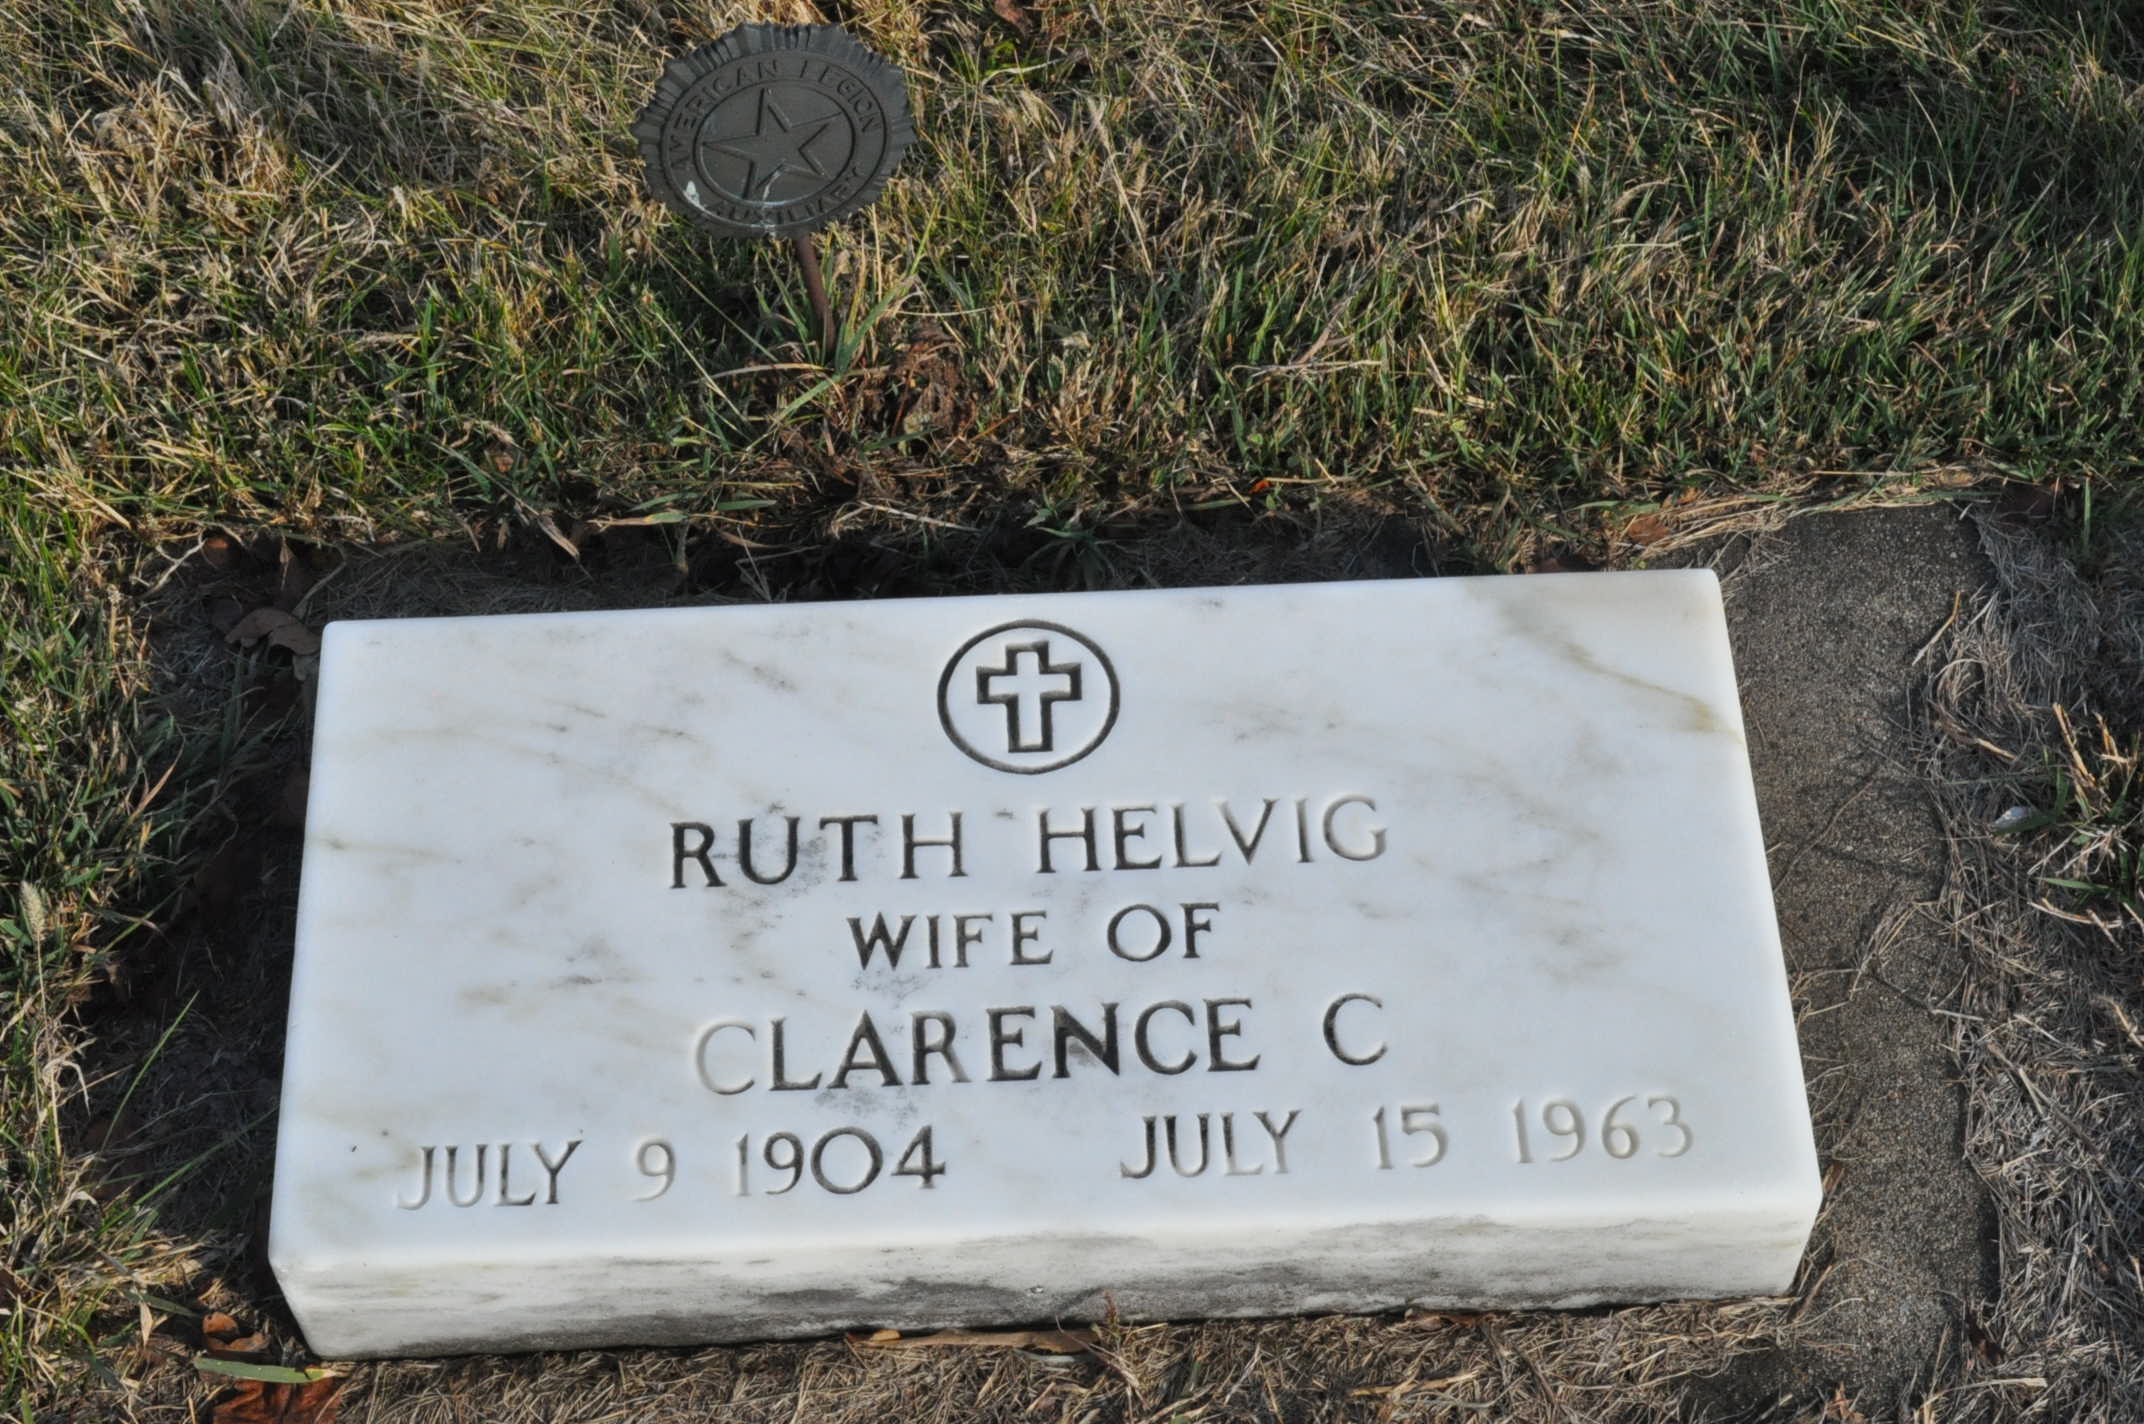 AMERICAN LEGION
AUXILIARY
RUTH HELVIG
WIFE OF
CLARENCE C
JULY 9 1904 JULY 15 1963